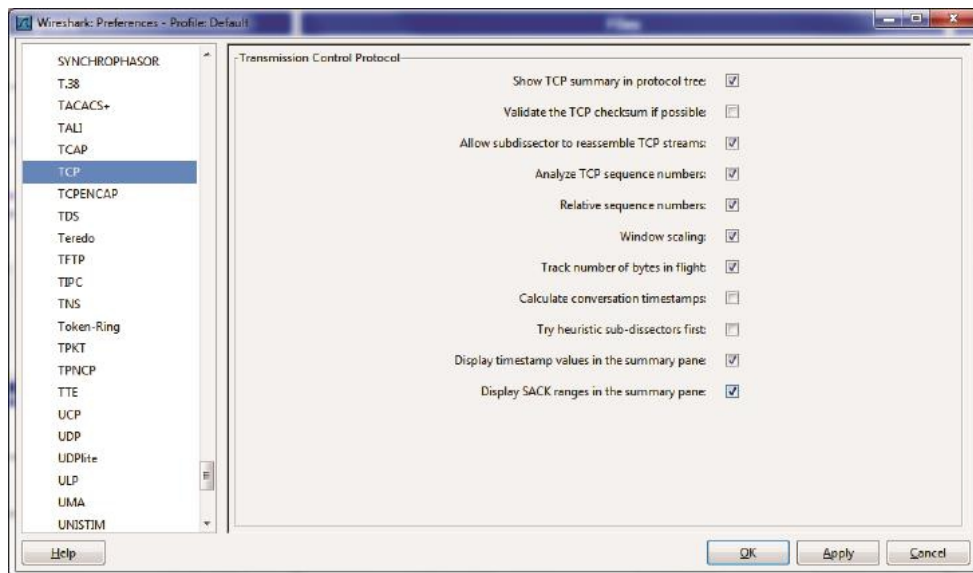 Wireshark: Preferences - Profile: Default
SYNCHROPHASOR
T.38
TACACS+
TALI
TCAP
TCP
TCPENCAP
TDS
Teredo
TFTP
TIPC
TNS
Token-Ring
TPKT
TPNCP
TTE
UCP
UDP
UDPlite
ULP
UMA
UNISTIM
Transmission Control Protocol
Show TCP summary in protocol tree:
Validate the TCP checksum if possible:
Allow subdissector to reassemble TCP streams:
Analyze TCP sequence numbers:
Relative sequence numbers:
Window scaling:
Track number of bytes in flight:
Calculate conversation timestamps:
Try heuristic sub-dissectors first:
Display timestamp values in the summary pane:
Display SACK ranges in the summary pane:
Help
OK
Apply
Cancel